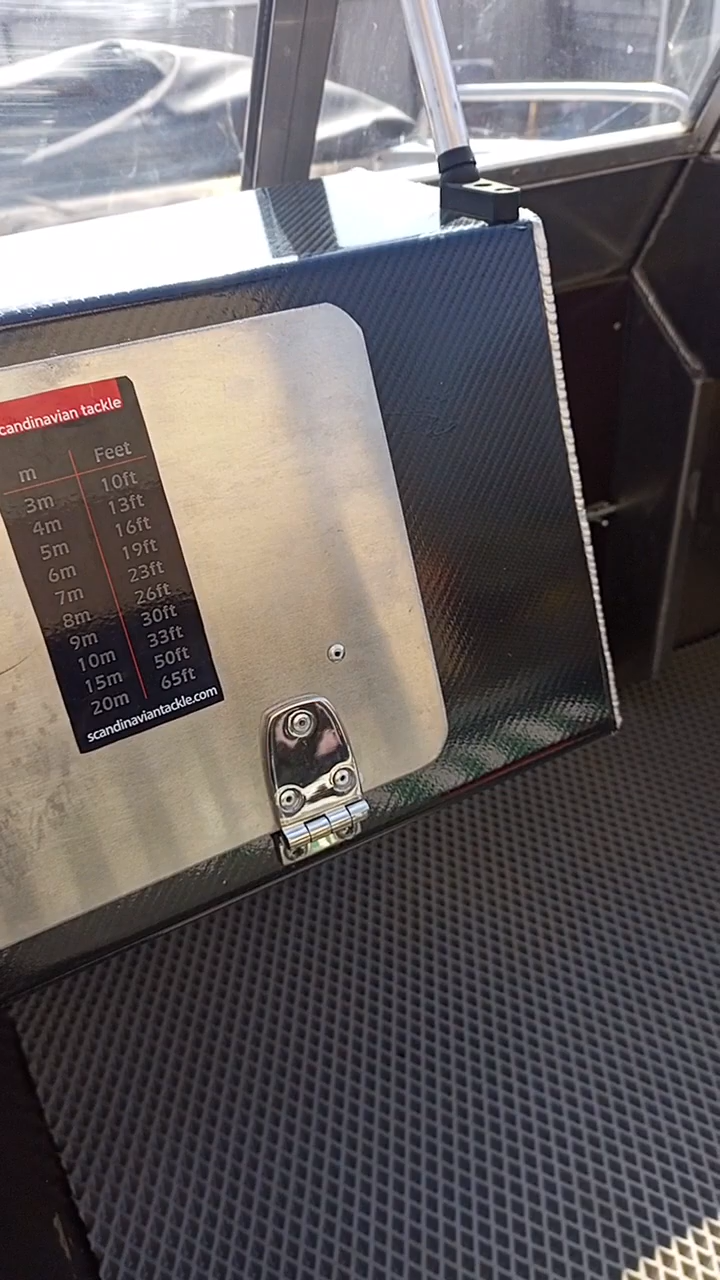 candinavian tackle
m Feet
3m 10ft
4m 13ft
5m 16ft
6m 19ft
7m 23ft
8m 26ft
9m 30ft
10m 33ft
15m 50ft
20m 65ft
scandinaviantackle.com